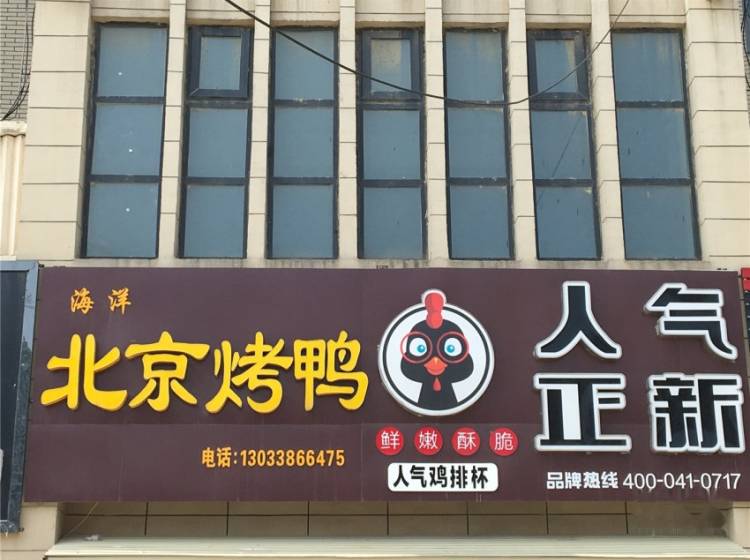 海洋
北京烤鸭
电话:13033866475
鲜嫩酥脆
人气鸡排杯
人气
正新
品牌热线 400-041-0717